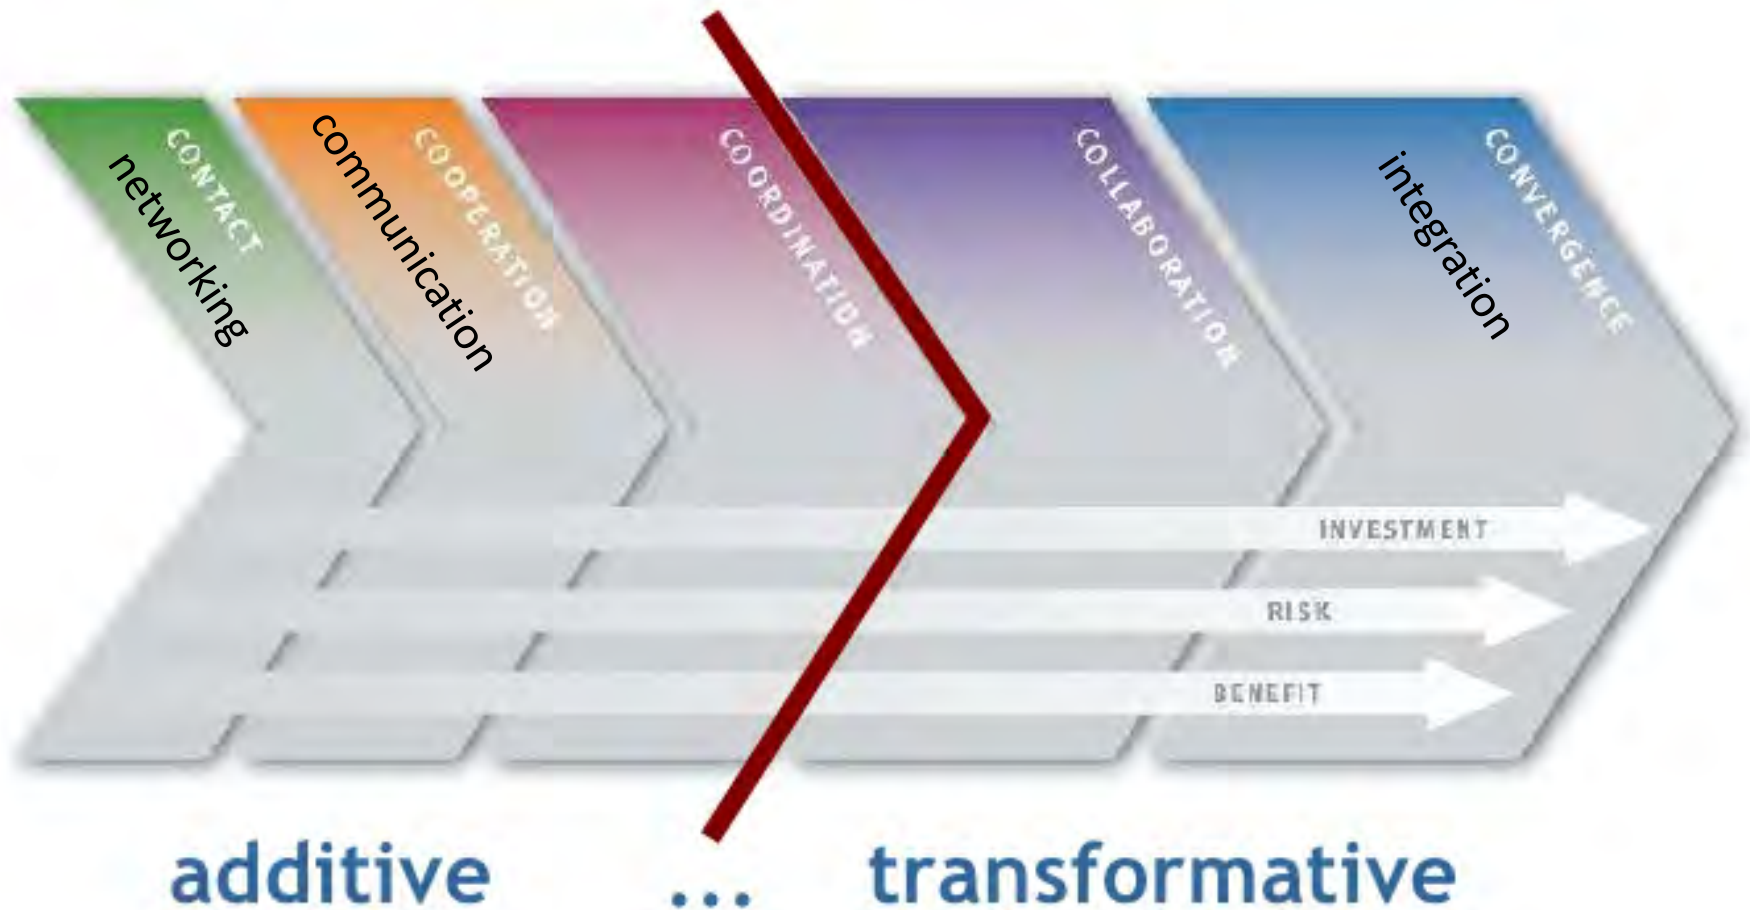 CONTACT
networking
COOPERATION
communication
COORDINATION
COLLABORATION
CONVERGENCE
integration
INVESTMENT
RISK
BENEFIT
additive ... transformative